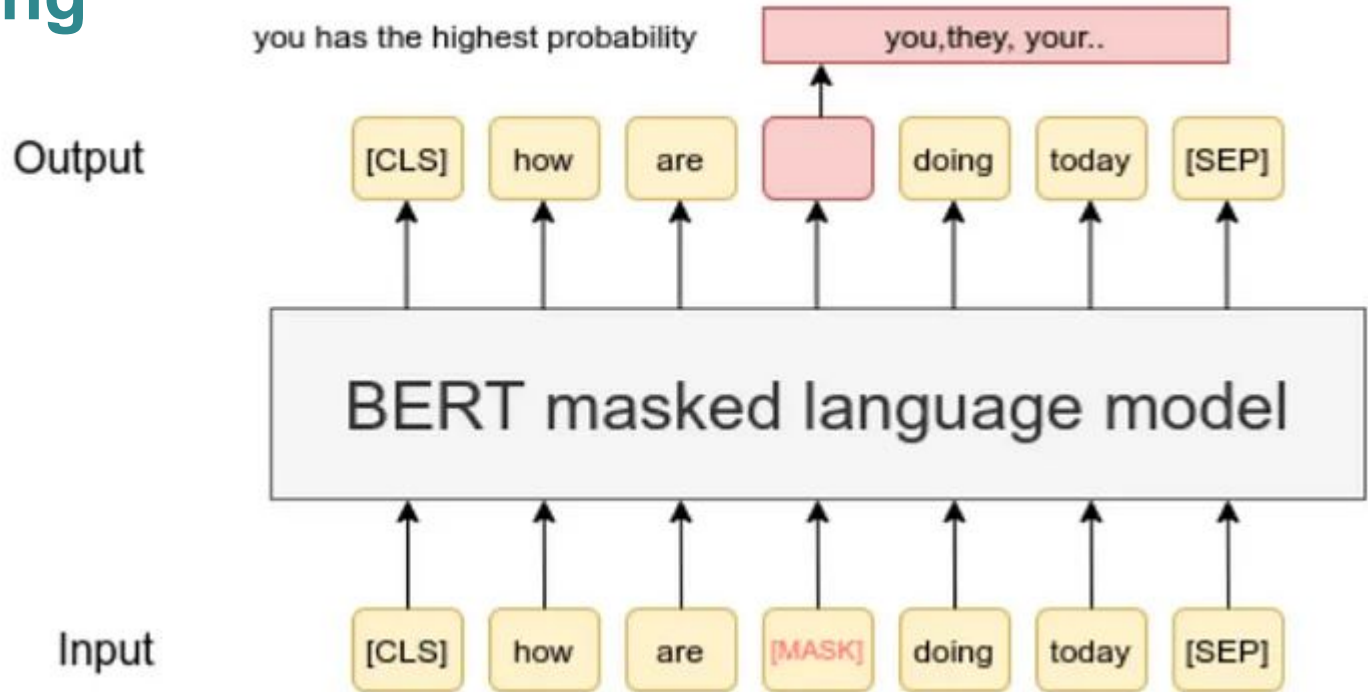 ng
you has the highest probability you,they, your..
Output [CLS] how are doing today [SEP]
BERT masked language model
Input [CLS] how are [MASK] doing today [SEP]